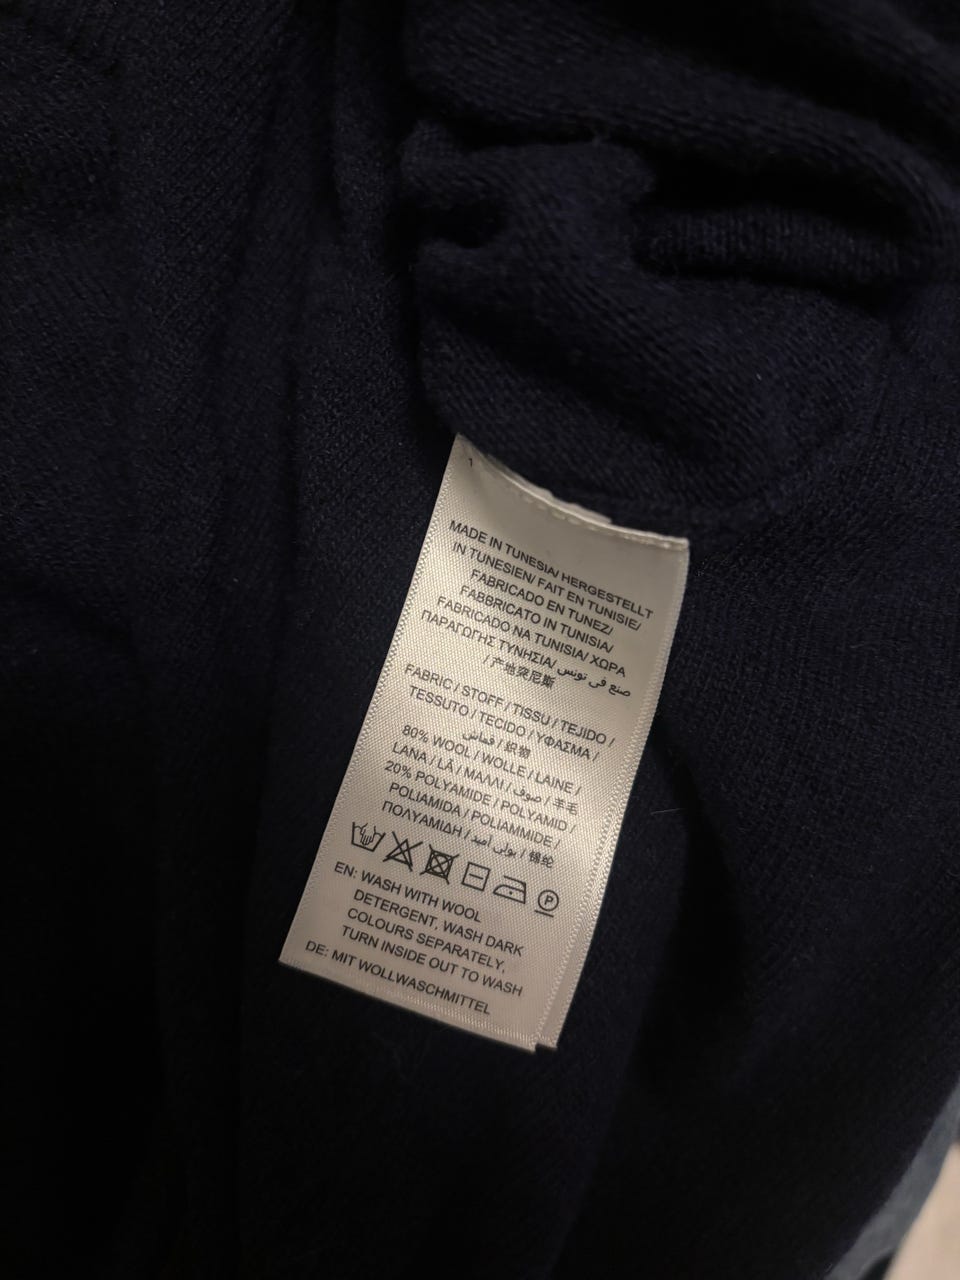 1
MADE IN TUNESIA/ HERGESTELLT
IN TUNESIEN/ FAIT EN TUNISIE/
FABRICADO EN TUNEZ/
FABBRICATO IN TUNISIA/
FABRICADO NA TUNISIA/ ΧΩΡΑ
ΠΑΡΑΓΩΓΗΣ ΤΥΝΗΣΙΑ/ صنع في تونس
/ 产地突尼斯
FABRIC / STOFF / TISSU / TEJIDO /
TESSUTO / TECIDO / ΥΦΑΣΜΑ /
قماش / 织物
80% WOOL / WOLLE / LAINE /
LANA / LÃ / ΜΑΛΛΙ / صوف / 羊毛
20% POLYAMIDE / POLYAMID /
POLIAMIDA / POLIAMMIDE /
ΠΟΛΥΑΜΙΔΗ / بولي أميد / 锦纶
P
EN: WASH WITH WOOL
DETERGENT, WASH DARK
COLOURS SEPARATELY,
TURN INSIDE OUT TO WASH
DE: MIT WOLLWASCHMITTEL